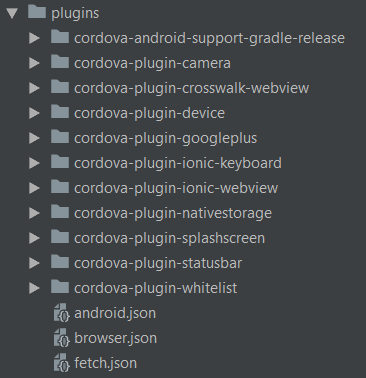 plugins
cordova-android-support-gradle-release
cordova-plugin-camera
cordova-plugin-crosswalk-webview
cordova-plugin-device
cordova-plugin-googleplus
cordova-plugin-ionic-keyboard
cordova-plugin-ionic-webview
cordova-plugin-nativestorage
cordova-plugin-splashscreen
cordova-plugin-statusbar
cordova-plugin-whitelist
android.json
browser.json
fetch.json